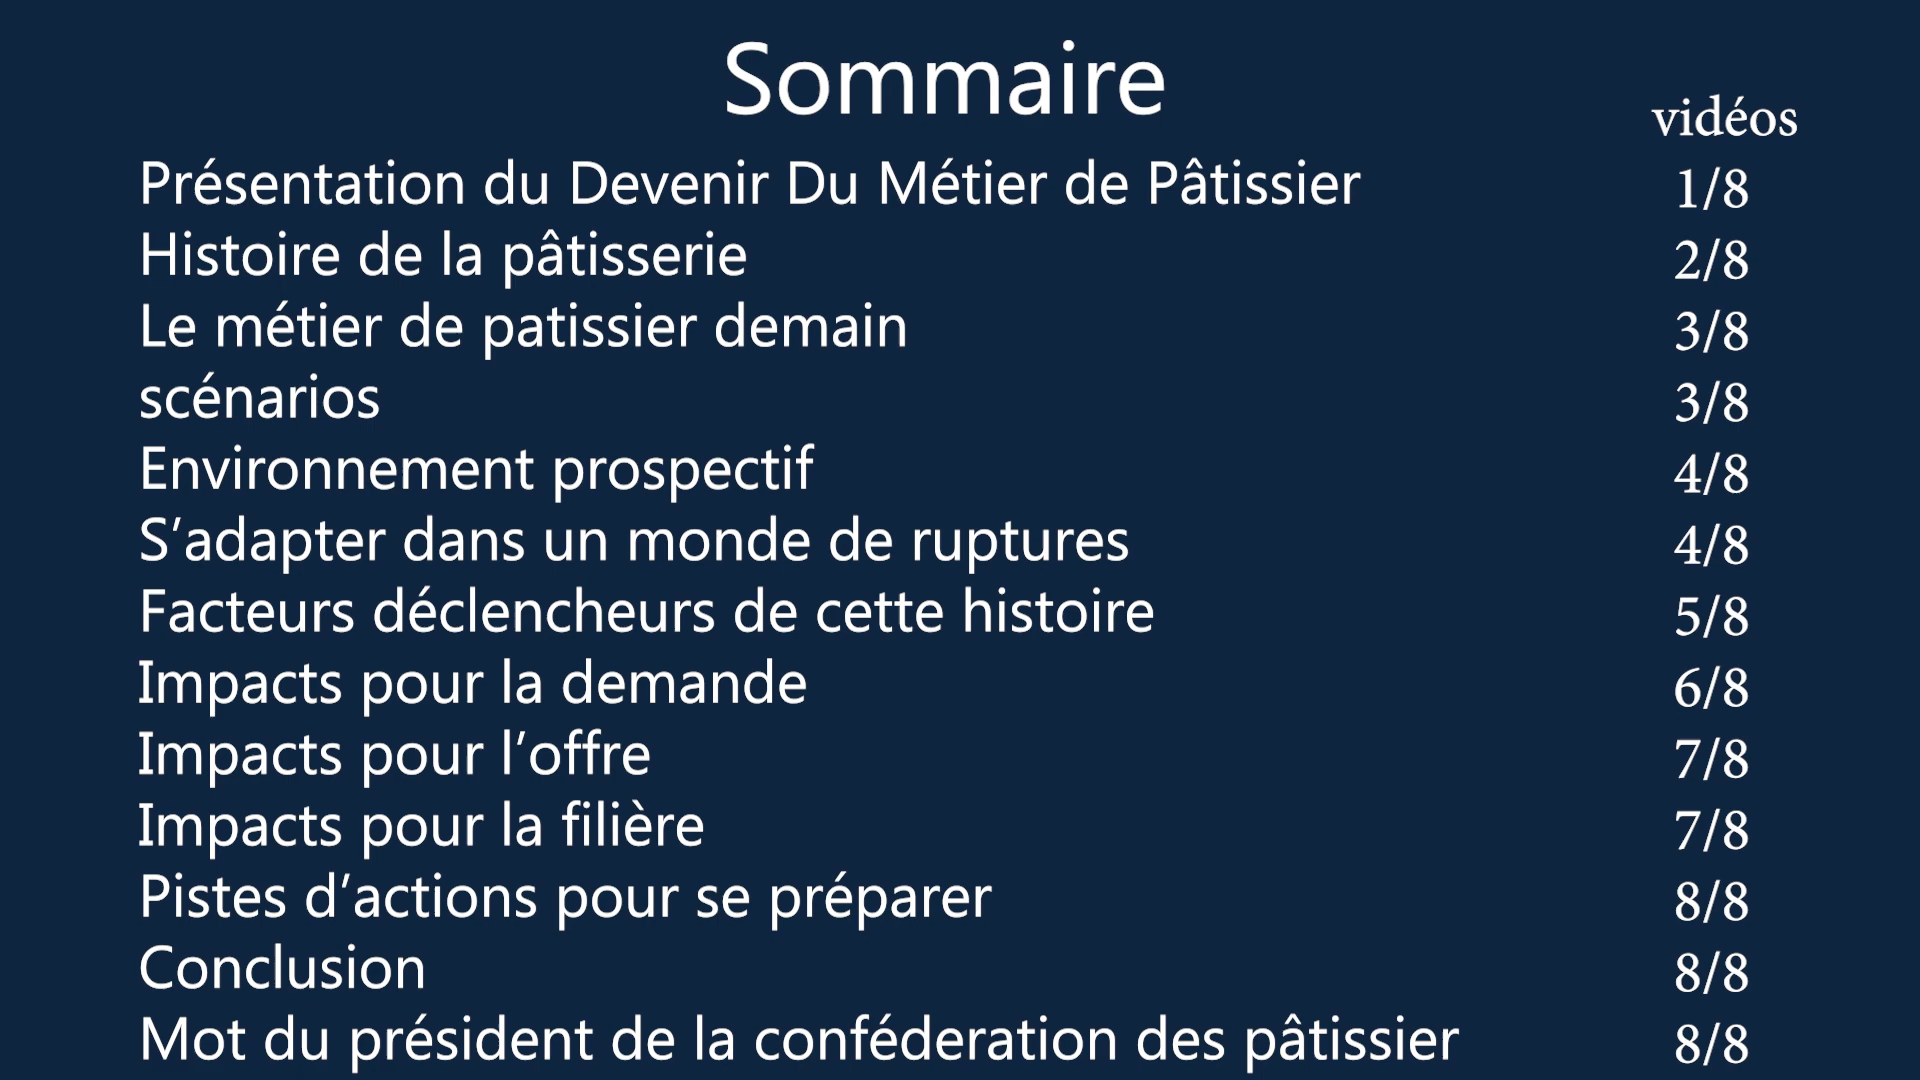 Sommaire
vidéos
Présentation du Devenir Du Métier de Pâtissier 1/8
Histoire de la pâtisserie 2/8
Le métier de patissier demain 3/8
scénarios 3/8
Environnement prospectif 4/8
S’adapter dans un monde de ruptures 4/8
Facteurs déclencheurs de cette histoire 5/8
Impacts pour la demande 6/8
Impacts pour l’offre 7/8
Impacts pour la filière 7/8
Pistes d’actions pour se préparer 8/8
Conclusion 8/8
Mot du président de la conféderation des pâtissier 8/8